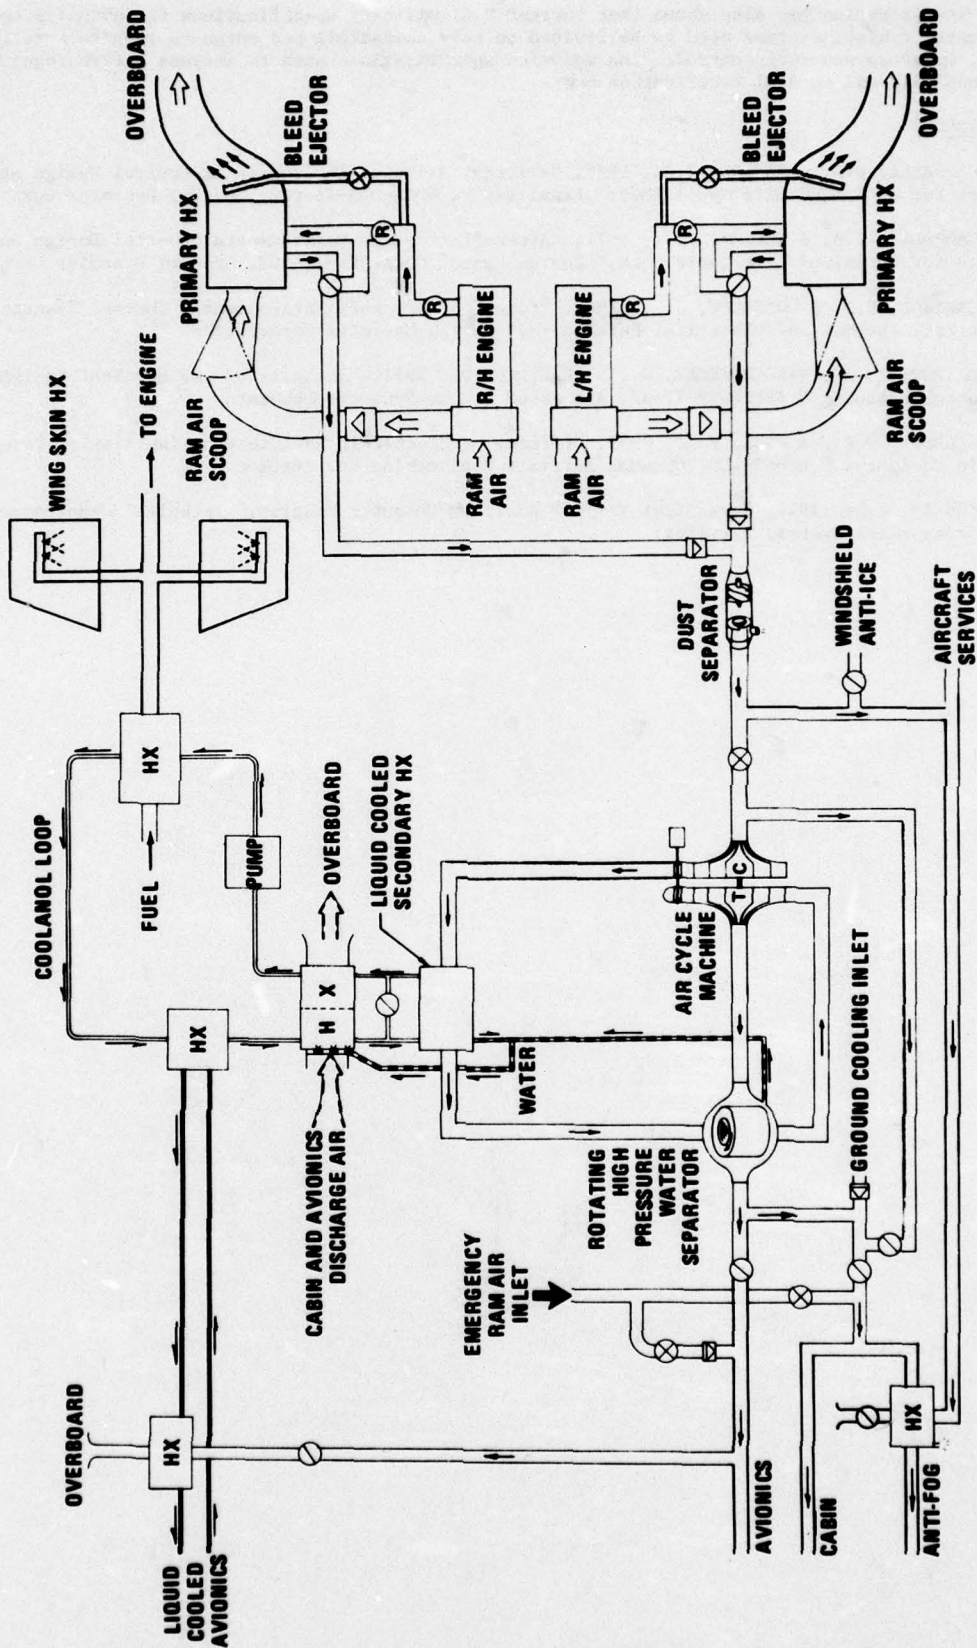 WING SKIN HX
COOLANOL LOOP
OVERBOARD
OVERBOARD
TO ENGINE
HX
FUEL
PRIMARY HX
RAM AIR
SCOOP
LIQUID
COOLED
AVIONICS
HX
HX
PUMP
OVERBOARD
BLEED
EJECTOR
CABIN AND AVIONICS
DISCHARGE AIR
H X
LIQUID COOLED
SECONDARY HX
R
R
R/H ENGINE
RAM
AIR
WATER
EMERGENCY
RAM AIR
INLET
ROTATING
HIGH
PRESSURE
WATER
SEPARATOR
AIR CYCLE
MACHINE
T C
DUST
SEPARATOR
L/H ENGINE
RAM
AIR
R
R
BLEED
EJECTOR
AVIONICS
GROUND COOLING INLET
WINDSHIELD
ANTI-ICE
RAM AIR
SCOOP
PRIMARY HX
CABIN
HX
ANTI-FOG
AIRCRAFT
SERVICES
OVERBOARD